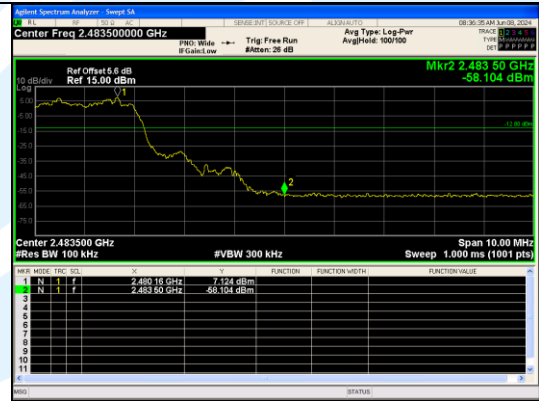 Agilent Spectrum Analyzer - Swept SA
RL RF 50 Ω AC SENSE:INT SOURCE OFF ALIGNAUTO 08:36:35 AM Jun 08, 2024
Center Freq 2.483500000 GHz
PNO: Wide
IFGain:Low
Trig: Free Run
#Atten: 26 dB
Avg Type: Log-Pwr
Avg|Hold: 100/100
TRACE 1 2 3 4 5 6
TYPE
DET P P P P P P
Mkr2 2.483 50 GHz
-58.104 dBm
Ref Offset 5.6 dB
10 dB/div Ref 15.00 dBm
Log
5.00
-5.00
-15.0
-25.0
-35.0
-45.0
-55.0
-65.0
-75.0
1
2
Center 2.483500 GHz
#Res BW 100 kHz
#VBW 300 kHz
Span 10.00 MHz
Sweep 1.000 ms (1001 pts)
MKR MODE TRC SCL X Y FUNCTION FUNCTION WIDTH FUNCTION VALUE
1 N 1 f 2.480 16 GHz 7.124 dBm
2 N 1 f 2.483 50 GHz -58.104 dBm
3
4
5
6
7
8
9
10
11
MSG STATUS